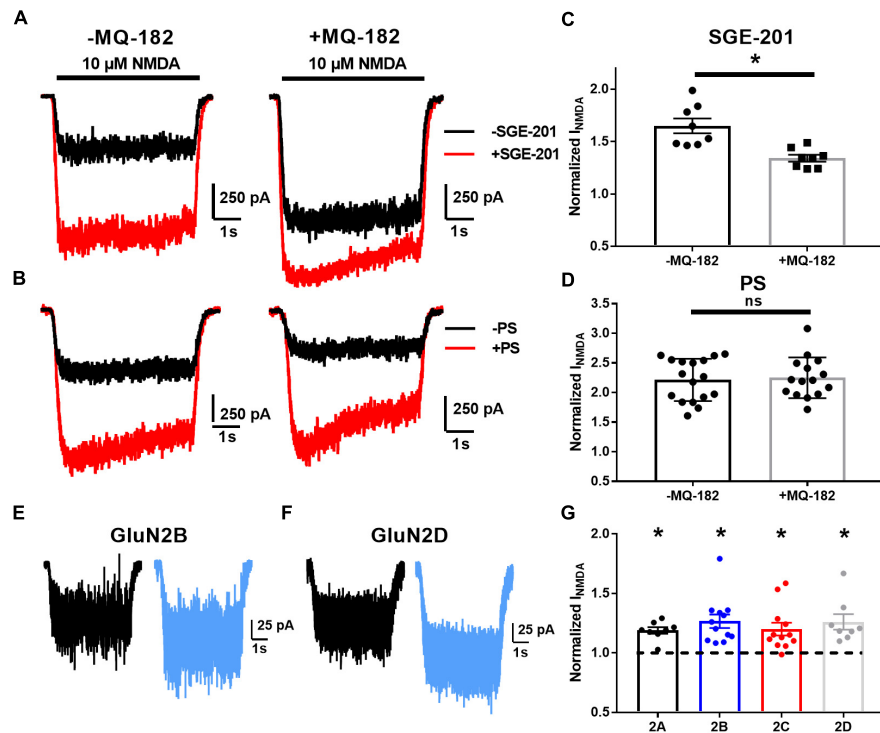 A
-MQ-182
10 µM NMDA
+MQ-182
10 µM NMDA
-SGE-201
+SGE-201
250 pA
1s
250 pA
1s
B
-PS
+PS
250 pA
1s
250 pA
1s
C
SGE-201
*
Normalized INMDA
2.0
1.5
1.0
0.5
-MQ-182
+MQ-182
D
PS
ns
Normalized INMDA
3.5
3.0
2.5
2.0
1.5
1.0
0.5
-MQ-182
+MQ-182
E
GluN2B
25 pA
1s
F
GluN2D
25 pA
1s
G
Normalized INMDA
2.0
1.5
1.0
0.5
* * * *
2A 2B 2C 2D